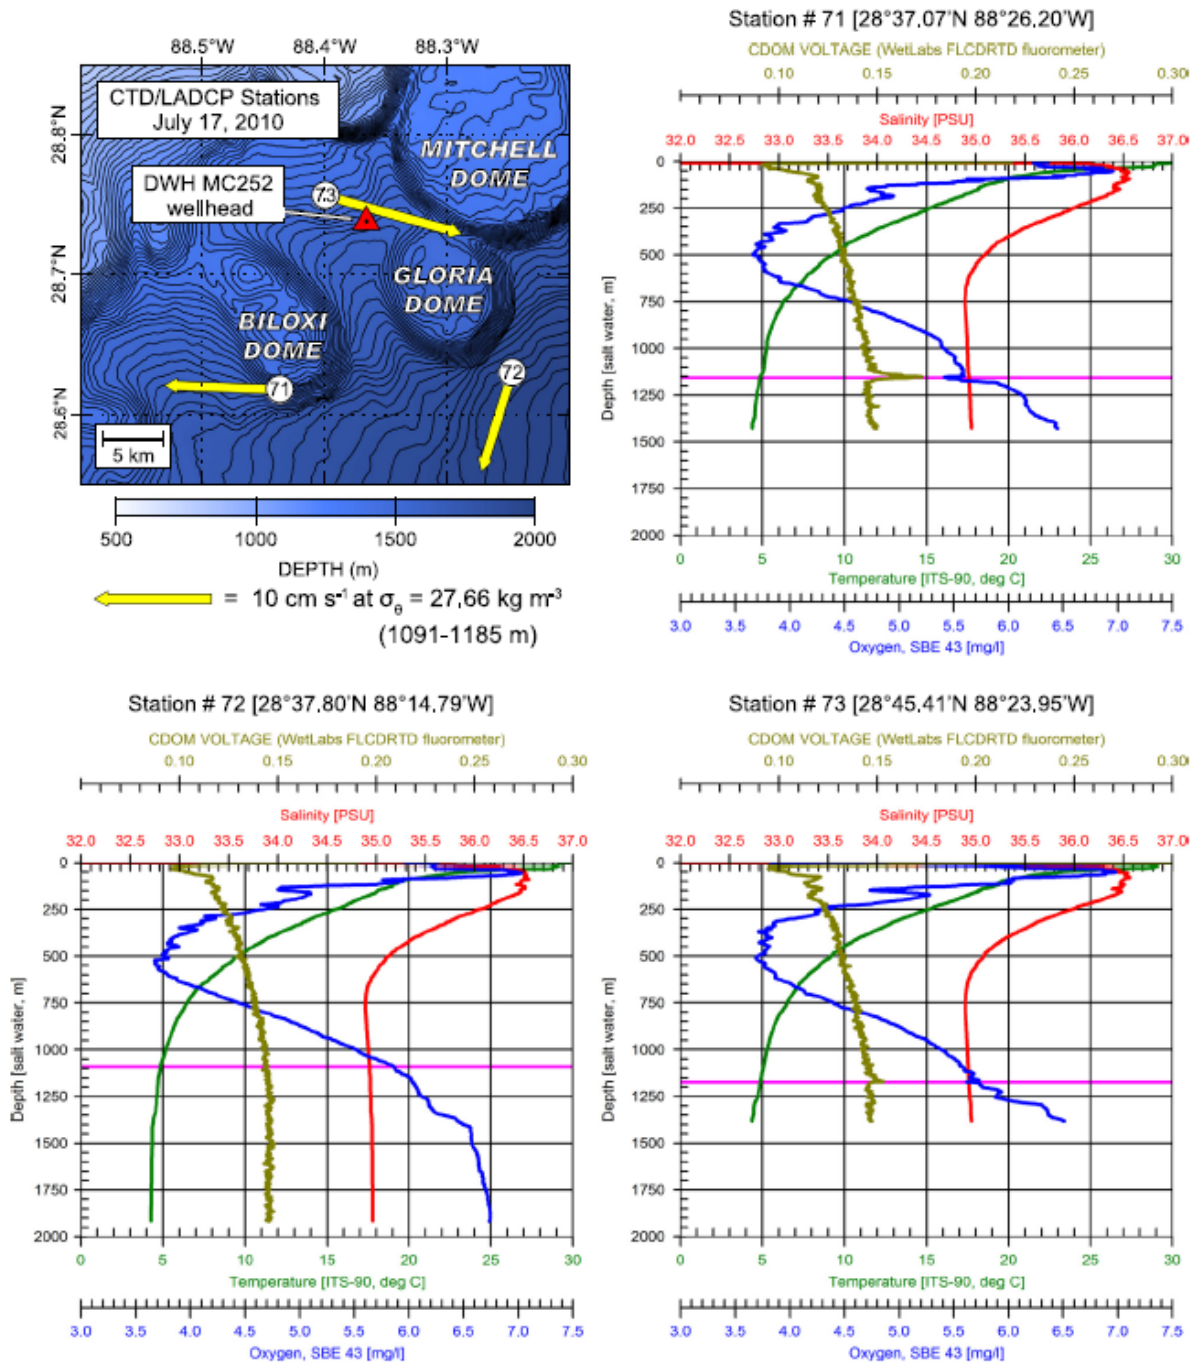 Station # 71 [28°37.07'N 88°26.20'W]
CDOM VOLTAGE (WetLabs FLCDRTD fluorometer)
0.10 0.15 0.20 0.25 0.30
Salinity [PSU]
32.0 32.5 33.0 33.5 34.0 34.5 35.0 35.5 36.0 36.5 37.0
Depth [salt water, m]
0
250
500
750
1000
1250
1500
1750
2000
0 5 10 15 20 25 30
Temperature [ITS-90, deg C]
3.0 3.5 4.0 4.5 5.0 5.5 6.0 6.5 7.0 7.5
Oxygen, SBE 43 [mg/l]
88.5°W 88.4°W 88.3°W
28.8°N
28.7°N
28.6°N
CTD/LADCP Stations
July 17, 2010
DWH MC252
wellhead
MITCHELL
DOME
73
GLORIA
DOME
BILOXI
DOME
72
71
5 km
500 1000 1500 2000
DEPTH (m)
= 10 cm s-1 at σθ = 27.66 kg m-3
(1091-1185 m)
Station # 72 [28°37.80'N 88°14.79'W]
CDOM VOLTAGE (WetLabs FLCDRTD fluorometer)
0.10 0.15 0.20 0.25 0.30
Salinity [PSU]
32.0 32.5 33.0 33.5 34.0 34.5 35.0 35.5 36.0 36.5 37.0
Depth [salt water, m]
0
250
500
750
1000
1250
1500
1750
2000
0 5 10 15 20 25 30
Temperature [ITS-90, deg C]
3.0 3.5 4.0 4.5 5.0 5.5 6.0 6.5 7.0 7.5
Oxygen, SBE 43 [mg/l]
Station # 73 [28°45.41'N 88°23.95'W]
CDOM VOLTAGE (WetLabs FLCDRTD fluorometer)
0.10 0.15 0.20 0.25 0.30
Salinity [PSU]
32.0 32.5 33.0 33.5 34.0 34.5 35.0 35.5 36.0 36.5 37.0
Depth [salt water, m]
0
250
500
750
1000
1250
1500
1750
2000
0 5 10 15 20 25 30
Temperature [ITS-90, deg C]
3.0 3.5 4.0 4.5 5.0 5.5 6.0 6.5 7.0 7.5
Oxygen, SBE 43 [mg/l]